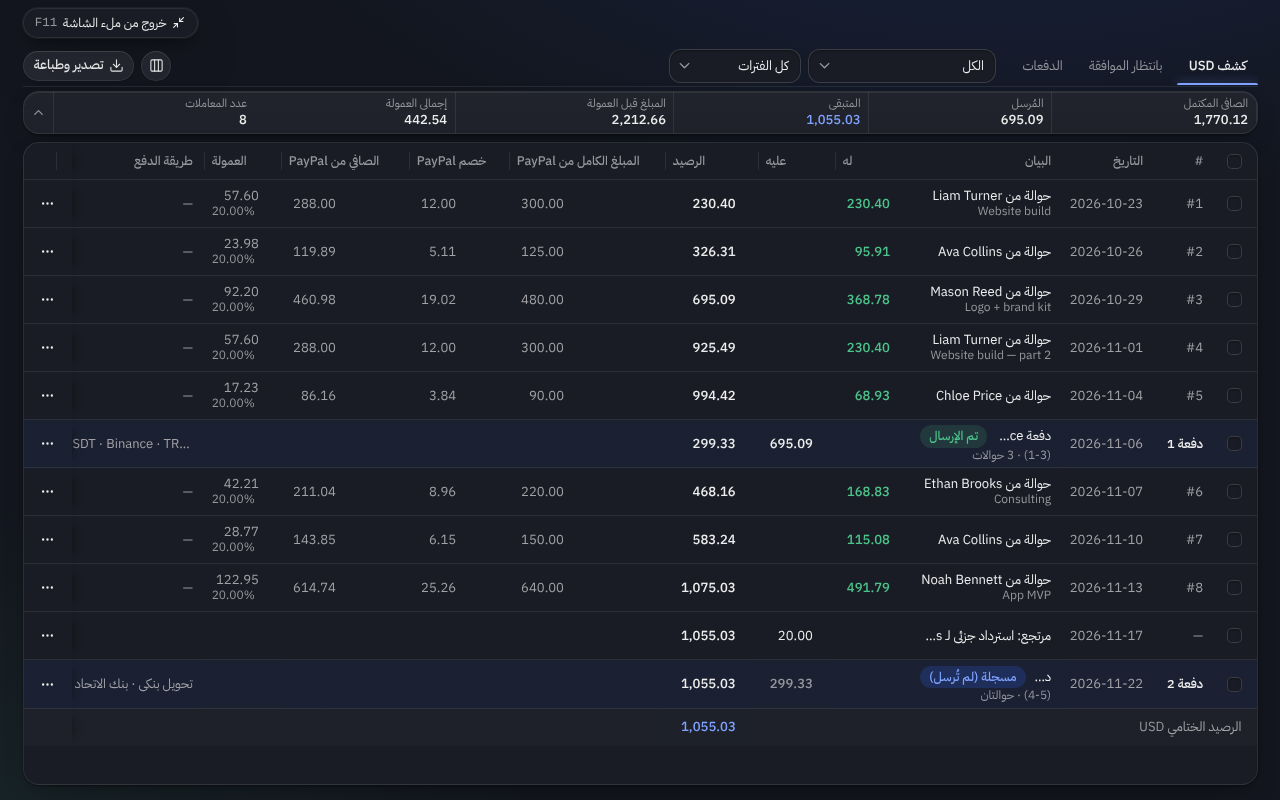 خروج من ملء الشاشة F11
كشف USD
بانتظار الموافقة
الدفعات
الكل
كل الفترات
تصدير وطباعة
الصافي المكتمل
1,770.12
المُرسل
695.09
المتبقي
1,055.03
المبلغ قبل العمولة
2,212.66
إجمالي العمولة
442.54
عدد المعاملات
8
# التاريخ البيان له عليه الرصيد المبلغ الكامل من PayPal خصم PayPal الصافي من PayPal العمولة طريقة الدفع
#1 2026-10-23 حوالة من Liam Turner 230.40 230.40 300.00 12.00 288.00 57.60 —
Website build 20.00%
#2 2026-10-26 حوالة من Ava Collins 95.91 326.31 125.00 5.11 119.89 23.98 —
20.00%
#3 2026-10-29 حوالة من Mason Reed 368.78 695.09 480.00 19.02 460.98 92.20 —
Logo + brand kit 20.00%
#4 2026-11-01 حوالة من Liam Turner 230.40 925.49 300.00 12.00 288.00 57.60 —
Website build — part 2 20.00%
#5 2026-11-04 حوالة من Chloe Price 68.93 994.42 90.00 3.84 86.16 17.23 —
20.00%
دفعة 1 2026-11-06 دفعة ce... تم الإرسال 695.09 299.33 SDT · Binance · TR...
(1-3) · 3 حوالات
#6 2026-11-07 حوالة من Ethan Brooks 168.83 468.16 220.00 8.96 211.04 42.21 —
Consulting 20.00%
#7 2026-11-10 حوالة من Ava Collins 115.08 583.24 150.00 6.15 143.85 28.77 —
20.00%
#8 2026-11-13 حوالة من Noah Bennett 491.79 1,075.03 640.00 25.26 614.74 122.95 —
App MVP 20.00%
— 2026-11-17 مرتجع: استرداد جزئي لـ s... 20.00 1,055.03
دفعة 2 2026-11-22 د... مسجلة (لم تُرسل) 299.33 1,055.03 تحويل بنكي · بنك الاتحاد
(4-5) · حوالتان
الرصيد الختامي USD 1,055.03